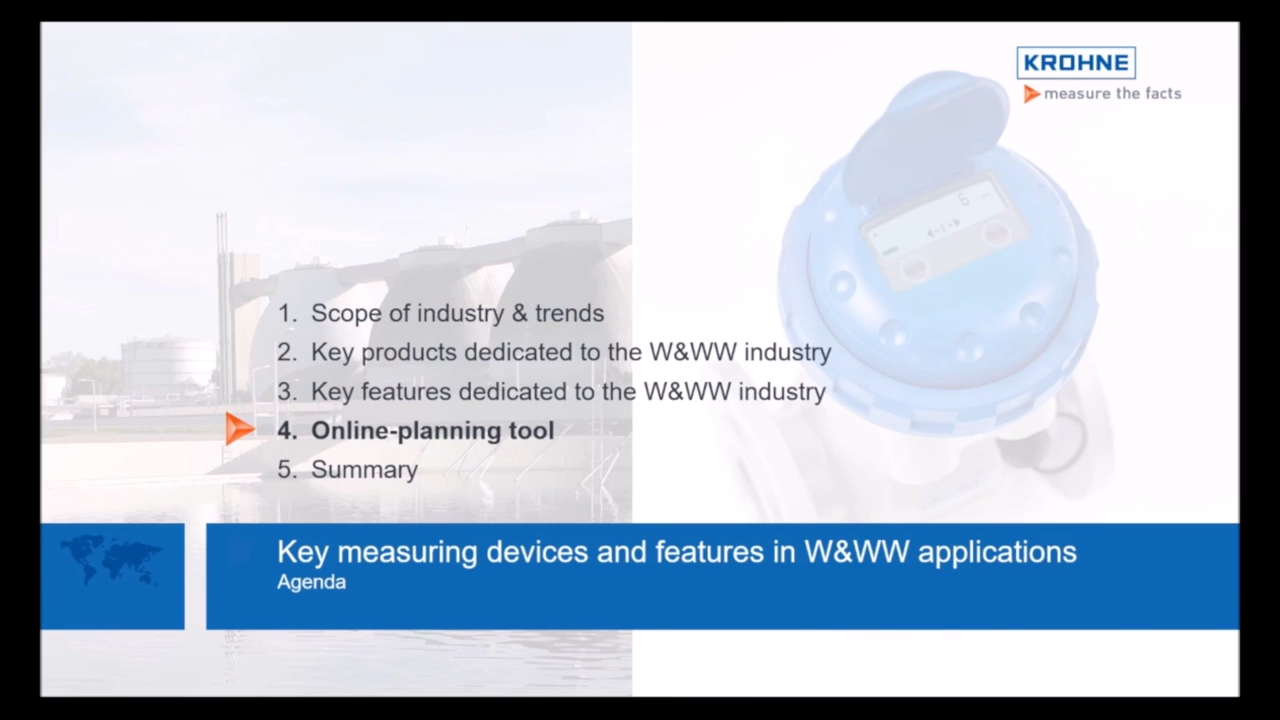 KROHNE
measure the facts
1. Scope of industry & trends
2. Key products dedicated to the W&WW industry
3. Key features dedicated to the W&WW industry
4. Online-planning tool
5. Summary
Key measuring devices and features in W&WW applications
Agenda